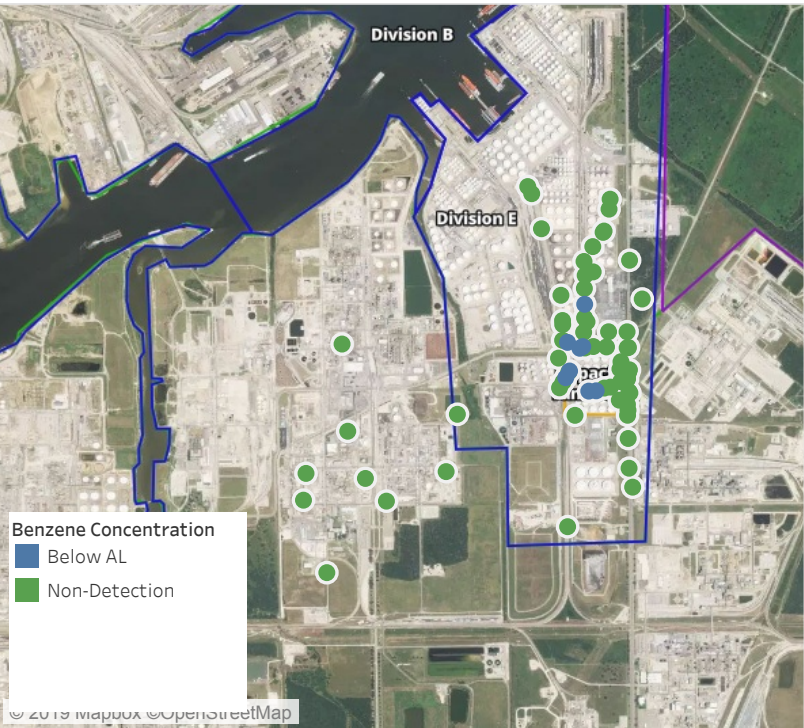 Division B
Division E
Benzene Concentration
Below AL
Non-Detection
© 2019 Mapbox ©OpenStreetMap